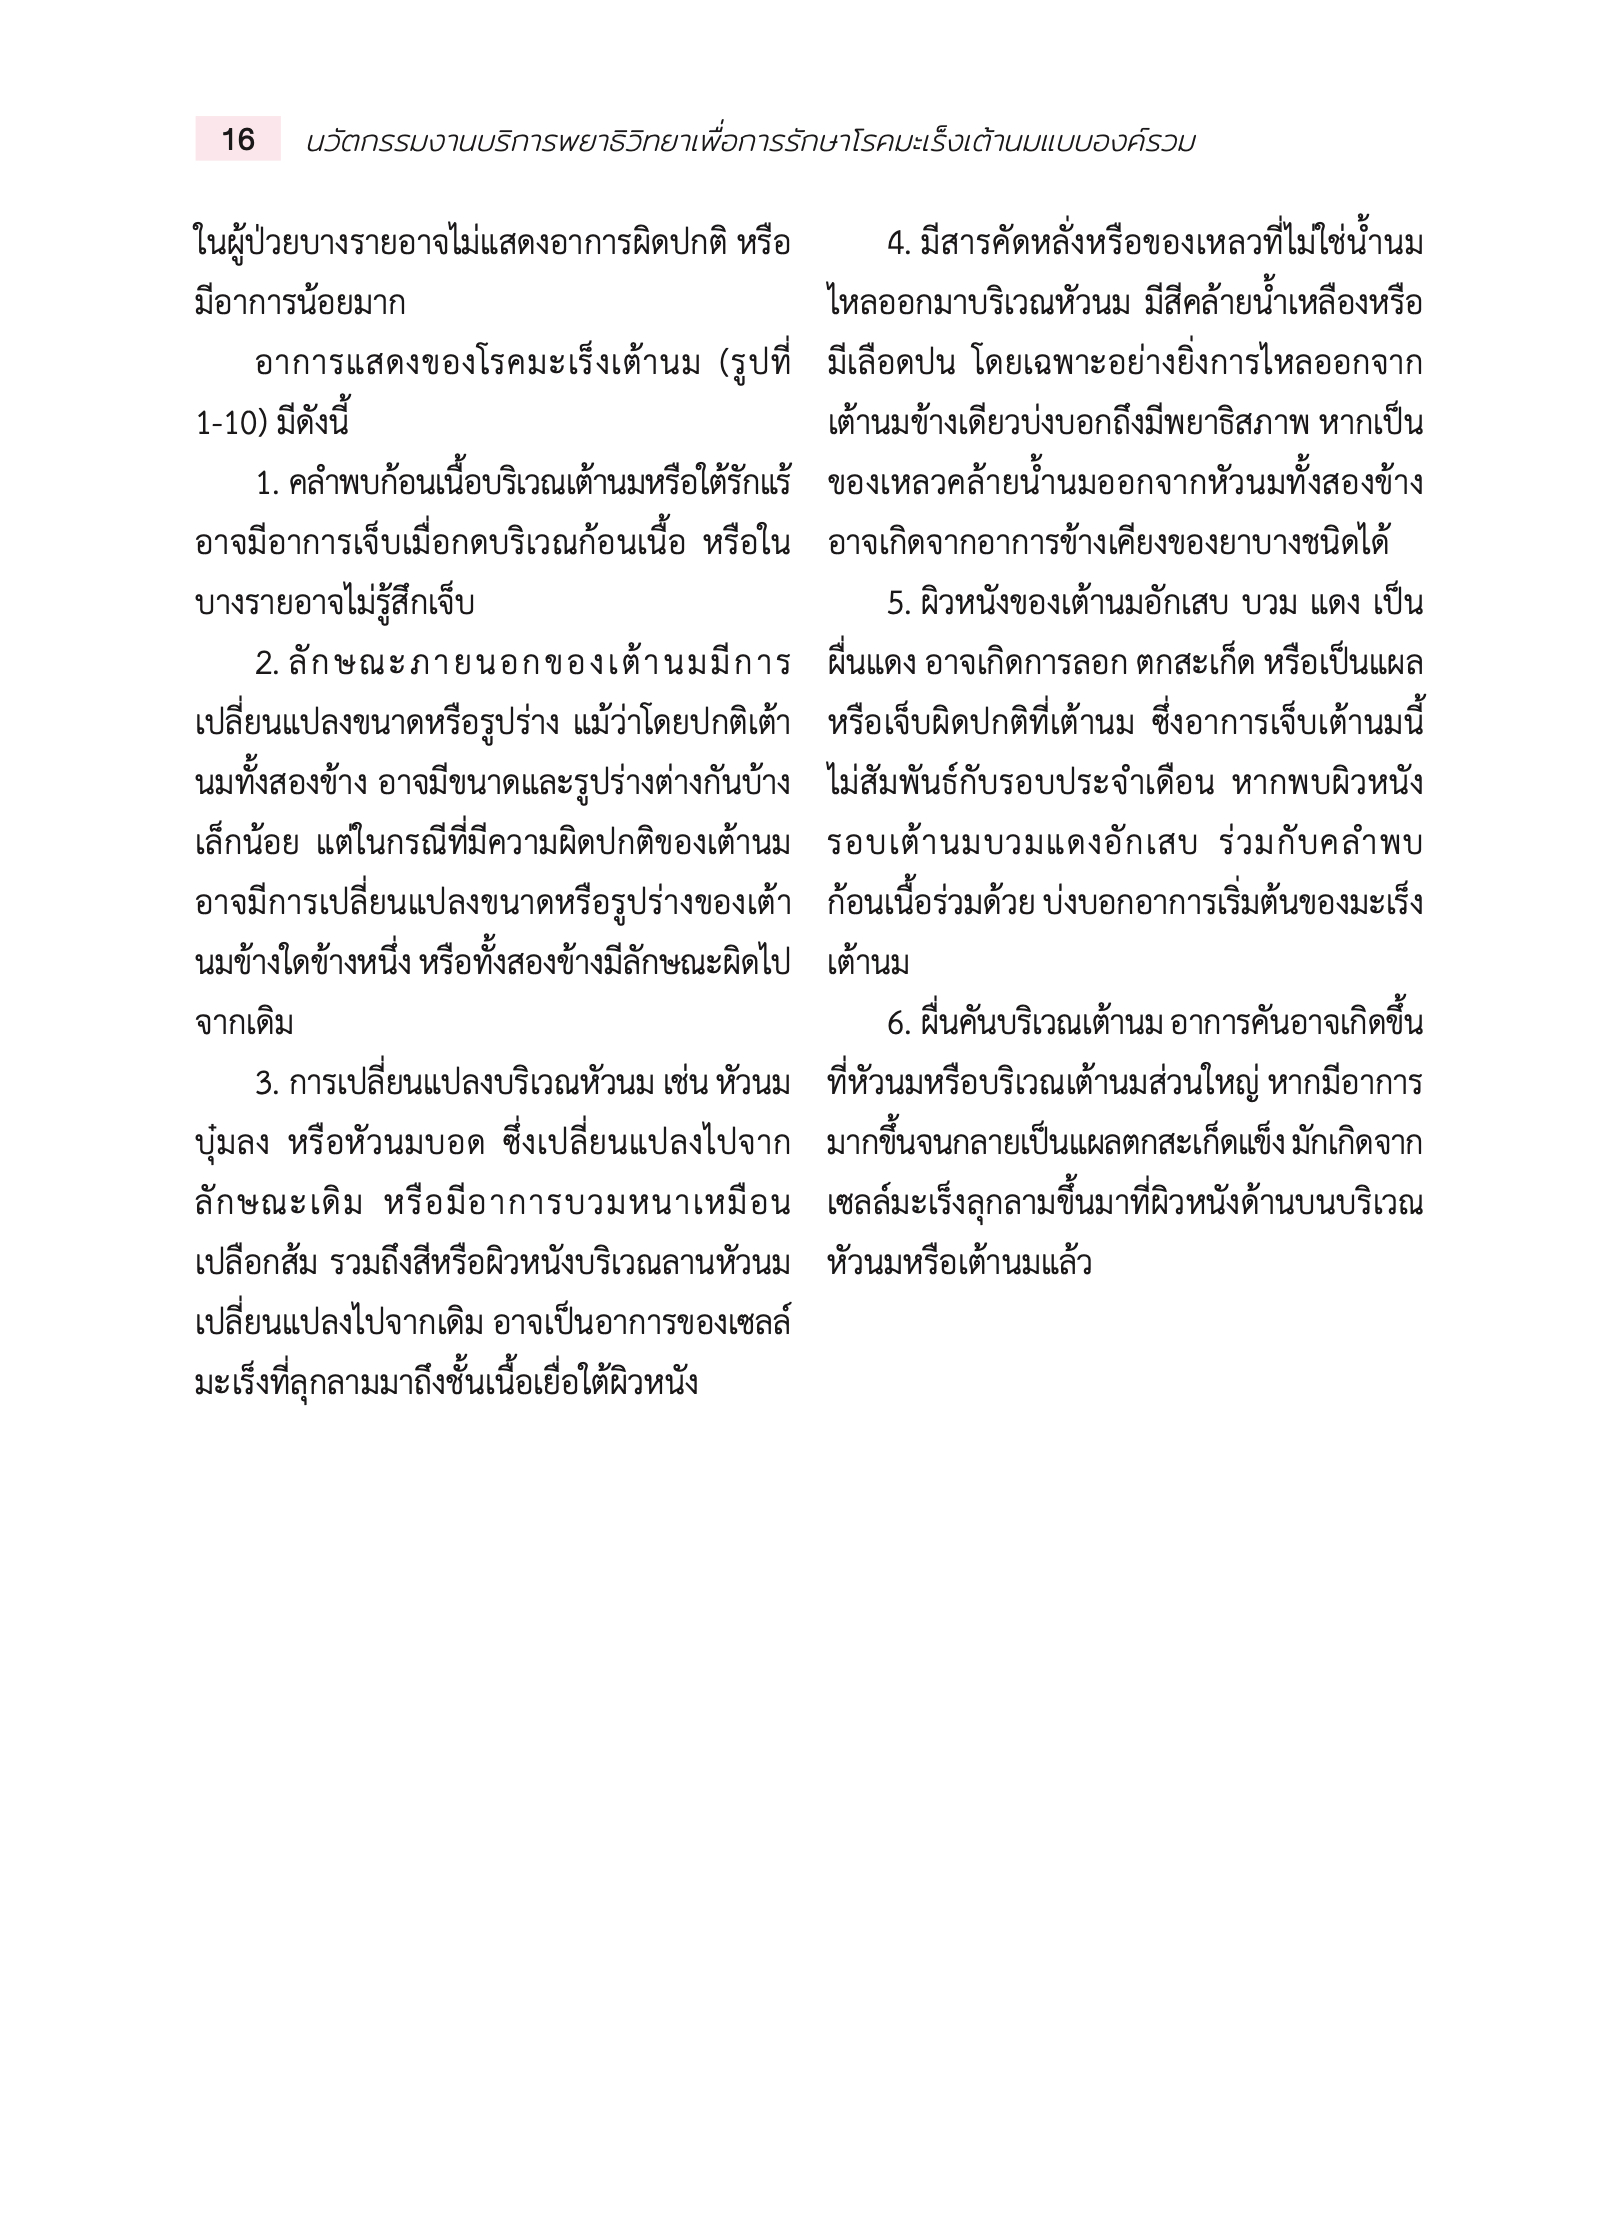 16 นวัตกรรมงานบริการพยาธิวิทยาเพื่อการรักษาโรคมะเร็งเต้านมแบบองค์รวม
ในผู้ป่วยบางรายอาจไม่แสดงอาการผิดปกติ หรือ
มีอาการน้อยมาก
อาการแสดงของโรคมะเร็งเต้านม (รูปที่
1-10) มีดังนี้
1. คลำพบก้อนเนื้อบริเวณเต้านมหรือใต้รักแร้
อาจมีอาการเจ็บเมื่อกดบริเวณก้อนเนื้อ หรือใน
บางรายอาจไม่รู้สึกเจ็บ
2. ลักษณะภายนอกของเต้านมมีการ
เปลี่ยนแปลงขนาดหรือรูปร่าง แม้ว่าโดยปกติเต้า
นมทั้งสองข้าง อาจมีขนาดและรูปร่างต่างกันบ้าง
เล็กน้อย แต่ในกรณีที่มีความผิดปกติของเต้านม
อาจมีการเปลี่ยนแปลงขนาดหรือรูปร่างของเต้า
นมข้างใดข้างหนึ่ง หรือทั้งสองข้างมีลักษณะผิดไป
จากเดิม
3. การเปลี่ยนแปลงบริเวณหัวนม เช่น หัวนม
บุ๋มลง หรือหัวนมบอด ซึ่งเปลี่ยนแปลงไปจาก
ลักษณะเดิม หรือมีอาการบวมหนาเหมือน
เปลือกส้ม รวมถึงสีหรือผิวหนังบริเวณลานหัวนม
เปลี่ยนแปลงไปจากเดิม อาจเป็นอาการของเซลล์
มะเร็งที่ลุกลามมาถึงชั้นเนื้อเยื่อใต้ผิวหนัง
4. มีสารคัดหลั่งหรือของเหลวที่ไม่ใช่น้ำนม
ไหลออกมาบริเวณหัวนม มีสีคล้ายน้ำเหลืองหรือ
มีเลือดปน โดยเฉพาะอย่างยิ่งการไหลออกจาก
เต้านมข้างเดียวบ่งบอกถึงมีพยาธิสภาพ หากเป็น
ของเหลวคล้ายน้ำนมออกจากหัวนมทั้งสองข้าง
อาจเกิดจากอาการข้างเคียงของยาบางชนิดได้
5. ผิวหนังของเต้านมอักเสบ บวม แดง เป็น
ผื่นแดง อาจเกิดการลอก ตกสะเก็ด หรือเป็นแผล
หรือเจ็บผิดปกติที่เต้านม ซึ่งอาการเจ็บเต้านมนี้
ไม่สัมพันธ์กับรอบประจำเดือน หากพบผิวหนัง
รอบเต้านมบวมแดงอักเสบ ร่วมกับคลำพบ
ก้อนเนื้อร่วมด้วย บ่งบอกอาการเริ่มต้นของมะเร็ง
เต้านม
6. ผื่นคันบริเวณเต้านม อาการคันอาจเกิดขึ้น
ที่หัวนมหรือบริเวณเต้านมส่วนใหญ่ หากมีอาการ
มากขึ้นจนกลายเป็นแผลตกสะเก็ดแข็ง มักเกิดจาก
เซลล์มะเร็งลุกลามขึ้นมาที่ผิวหนังด้านบนบริเวณ
หัวนมหรือเต้านมแล้ว